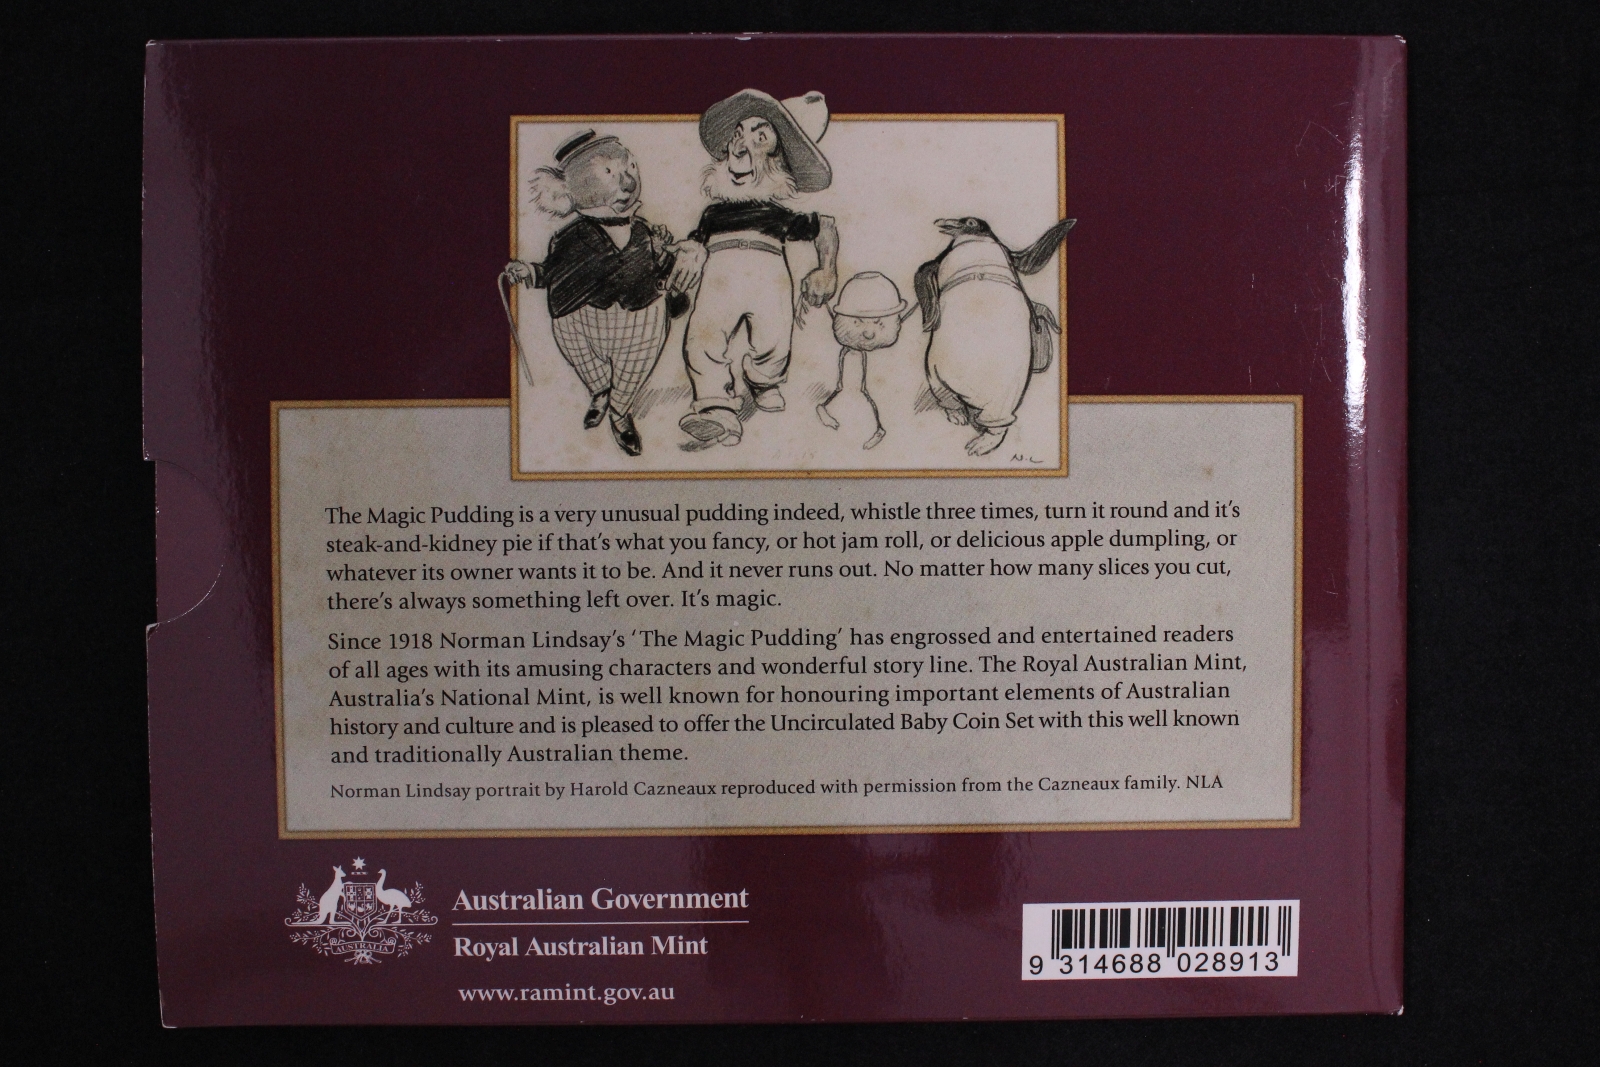 N.L
The Magic Pudding is a very unusual pudding indeed, whistle three times, turn it round and it's
steak-and-kidney pie if that's what you fancy, or hot jam roll, or delicious apple dumpling, or
whatever its owner wants it to be. And it never runs out. No matter how many slices you cut,
there's always something left over. It's magic.
Since 1918 Norman Lindsay's 'The Magic Pudding' has engrossed and entertained readers
of all ages with its amusing characters and wonderful story line. The Royal Australian Mint,
Australia's National Mint, is well known for honouring important elements of Australian
history and culture and is pleased to offer the Uncirculated Baby Coin Set with this well known
and traditionally Australian theme.
Norman Lindsay portrait by Harold Cazneaux reproduced with permission from the Cazneaux family. NLA
AUSTRALIA
Australian Government
Royal Australian Mint
www.ramint.gov.au
9 314688 028913